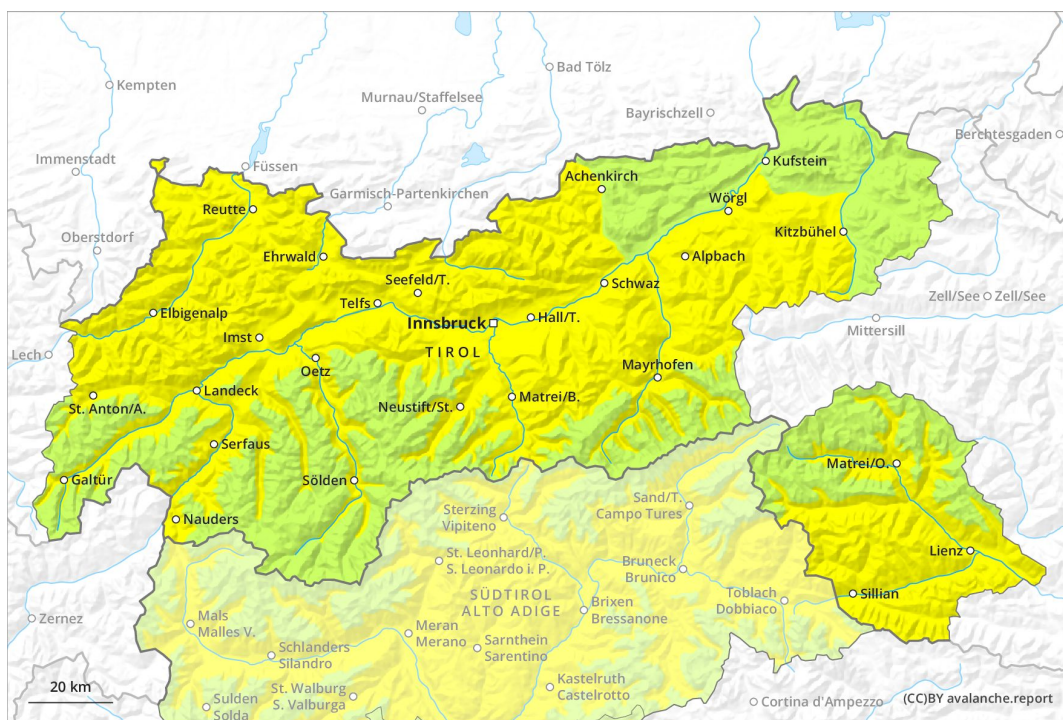 Bad Tölz
Kempten
Murnau/Staffelsee
Bayrischzell
Berchtesgaden
Immenstadt
Füssen
Kufstein
Achenkirch
Garmisch-Partenkirchen
Wörgl
Reutte
Kitzbühel
Oberstdorf
Ehrwald
Alpbach
Seefeld/T.
Schwaz
Zell/See
Zell/See
Telfs
Elbigenalp
Hall/T.
Innsbruck
Mittersill
Imst
Lech
TIROL
Mayrhofen
Oetz
Landeck
Matrei/B.
St. Anton/A.
Neustift/St.
Serfaus
Matrei/O.
Galtür
Sölden
Sand/T.
Campo Tures
Sterzing
Vipiteno
Nauders
Lienz
St. Leonhard/P.
S. Leonardo i. P.
Bruneck
Brunico
SÜDTIROL
ALTO ADIGE
Sillian
Toblach
Dobbiaco
Brixen
Bressanone
Zernez
Mals
Malles V.
Meran
Merano
Sarnthein
Sarentino
Schlanders
Silandro
Kastelruth
Castelrotto
20 km
St. Walburg
S. Valburga
Sulden
Solda
Cortina d'Ampezzo
(CC)BY avalanche.report